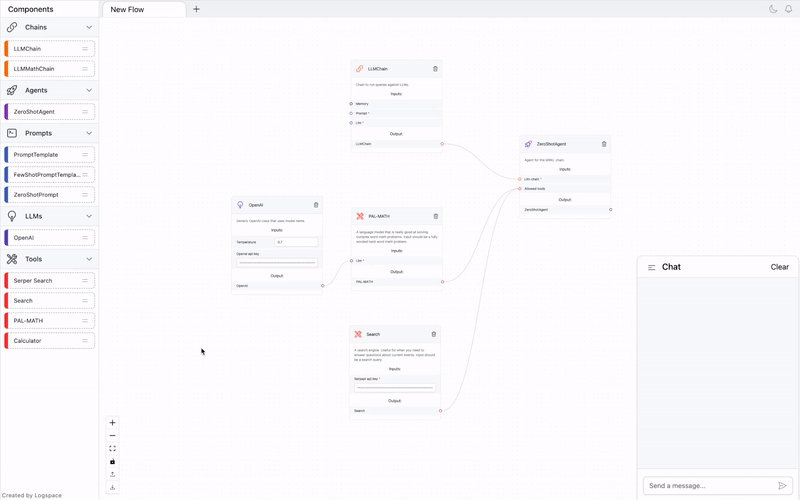 Components
New Flow
Chains
LLMChain
LLMMathChain
Agents
ZeroShotAgent
Prompts
PromptTemplate
FewShotPromptTempla...
ZeroShotPrompt
LLMs
OpenAI
Tools
Serper Search
Search
PAL-MATH
Calculator
Created by Logspace
LLMChain
Chain to run queries against LLMs.
Inputs:
Memory
Prompt *
Llm *
Output:
LLMChain
ZeroShotAgent
Agent for the MRKL chain.
Inputs:
Llm chain *
Allowed tools
Output:
ZeroShotAgent
OpenAI
Generic OpenAI class that uses model name.
Inputs:
Temperature
0.7
Openai api key
Output:
OpenAI
PAL-MATH
A language model that is really good at solving
complex word math problems. Input should be a fully
worded hard word math problem.
Inputs:
Llm *
Output:
PAL-MATH
Search
A search engine. Useful for when you need to
answer questions about current events. Input should
be a search query.
Inputs:
Serpapi api key *
Output:
Search
Chat
Clear
Send a message...